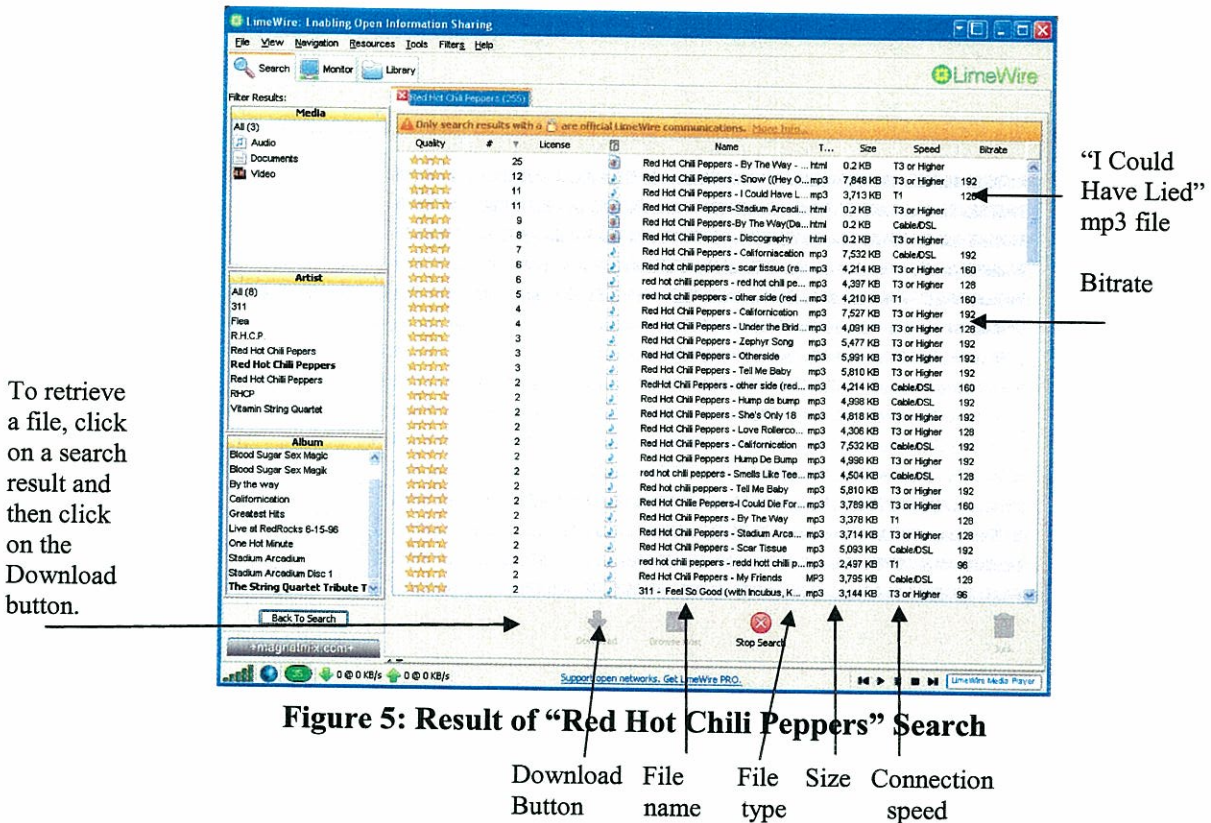 LimeWire: Enabling Open Information Sharing
File View Navigation Resources Tools Filters Help
Search Monitor Library
LimeWire
Filter Results:
Media
All (3)
Audio
Documents
Video
Artist
All (8)
311
Flea
R.H.C.P
Red Hot Chili Pepers
Red Hot Chili Peppers
Red Hot Chili Peppers
RHCP
Vitamin String Quartet
Album
Blood Sugar Sex Magic
Blood Sugar Sex Magik
By the way
Californication
Greatest Hits
Live at RedRocks 6-15-96
One Hot Minute
Stadium Arcadium
Stadium Arcadium Disc 1
The String Quartet Tribute T
Back To Search
+magnetmix.com+
Red Hot Chili Peppers (255)
Only search results with a are official LimeWire communications. More Info...
Quality # License Name T... Size Speed Bitrate
25 Red Hot Chili Peppers - By The Way - ... html 0.2 KB T3 or Higher
12 Red Hot Chili Peppers - Snow ((Hey O... mp3 7,848 KB T3 or Higher 192
11 Red Hot Chili Peppers - I Could Have L... mp3 3,713 KB T1 128
11 Red Hot Chili Peppers-Stadium Arcadi... html 0.2 KB T3 or Higher
9 Red Hot Chili Peppers-By The Way(De... html 0.2 KB Cable/DSL
8 Red Hot Chili Peppers - Discography html 0.2 KB T3 or Higher
7 Red Hot Chili Peppers - Californiacation mp3 7,532 KB Cable/DSL 192
6 Red hot chili peppers - scar tissue (re... mp3 4,214 KB T3 or Higher 160
6 red hot chili peppers - red hot chili pe... mp3 4,397 KB T3 or Higher 128
5 red hot chili peppers - other side (red ... mp3 4,210 KB T1 160
4 Red Hot Chili Peppers - Californication mp3 7,527 KB T3 or Higher 192
4 Red Hot Chili Peppers - Under the Brid... mp3 4,091 KB T3 or Higher 128
3 Red Hot Chili Peppers - Zephyr Song mp3 5,477 KB T3 or Higher 192
3 Red Hot Chili Peppers - Otherside mp3 5,991 KB T3 or Higher 192
3 Red Hot Chili Peppers - Tell Me Baby mp3 5,810 KB T3 or Higher 192
2 RedHot Chili Peppers - other side (red... mp3 4,214 KB Cable/DSL 160
2 Red Hot Chili Peppers - Hump de bump mp3 4,998 KB Cable/DSL 192
2 Red Hot Chili Peppers - She's Only 18 mp3 4,818 KB T3 or Higher 192
2 Red Hot Chili Peppers - Love Rollerco... mp3 4,306 KB T3 or Higher 128
2 Red Hot Chili Peppers - Californication mp3 7,532 KB Cable/DSL 192
2 Red Hot Chili Peppers Hump De Bump mp3 4,998 KB T3 or Higher 192
2 red hot chili peppers - Smells Like Tee... mp3 4,504 KB Cable/DSL 128
2 Red hot chili peppers - Tell Me Baby mp3 5,810 KB T3 or Higher 192
2 Red Hot Chilie Peppers-I Could Die For... mp3 3,789 KB T3 or Higher 160
2 Red Hot Chili Peppers - By The Way mp3 3,378 KB T1 128
2 Red Hot Chili Peppers - Stadium Arca... mp3 3,714 KB T3 or Higher 128
2 Red Hot Chili Peppers - Scar Tissue mp3 5,093 KB Cable/DSL 192
2 red hot chili peppers - redd hott chili p... mp3 2,497 KB T1 96
2 Red Hot Chili Peppers - My Friends MP3 3,795 KB Cable/DSL 128
2 311 - Feel So Good (with Incubus, K... mp3 3,144 KB T3 or Higher 96
Download Browse Host Stop Search Junk
0 @ 0 KB/s 0 @ 0 KB/s Support open networks. Get LimeWire PRO. LimeWire Media Player
"I Could
Have Lied"
mp3 file
Bitrate
To retrieve
a file, click
on a search
result and
then click
on the
Download
button.
Figure 5: Result of "Red Hot Chili Peppers" Search
Download File File Size Connection
Button name type speed